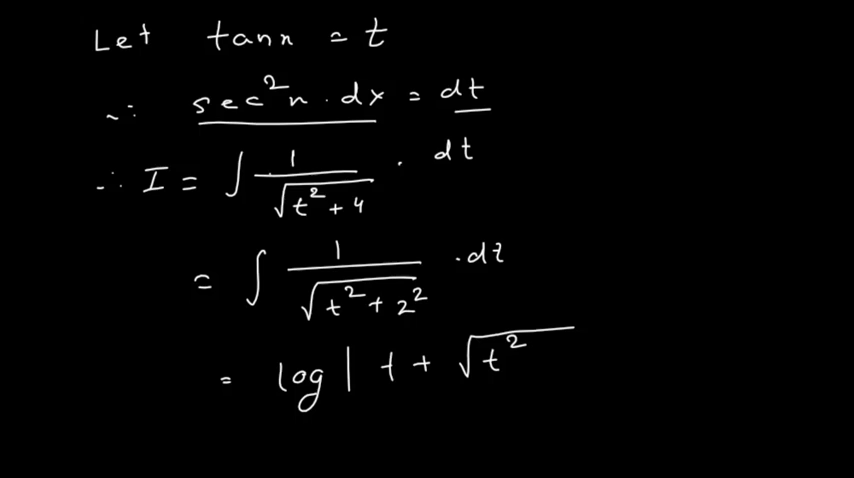 Let tanx = t
∴ sec²x . dx = dt
∴ I = ∫ 1/√(t²+4) . dt
= ∫ 1/√(t²+2²) . dt
= log | t + √t²